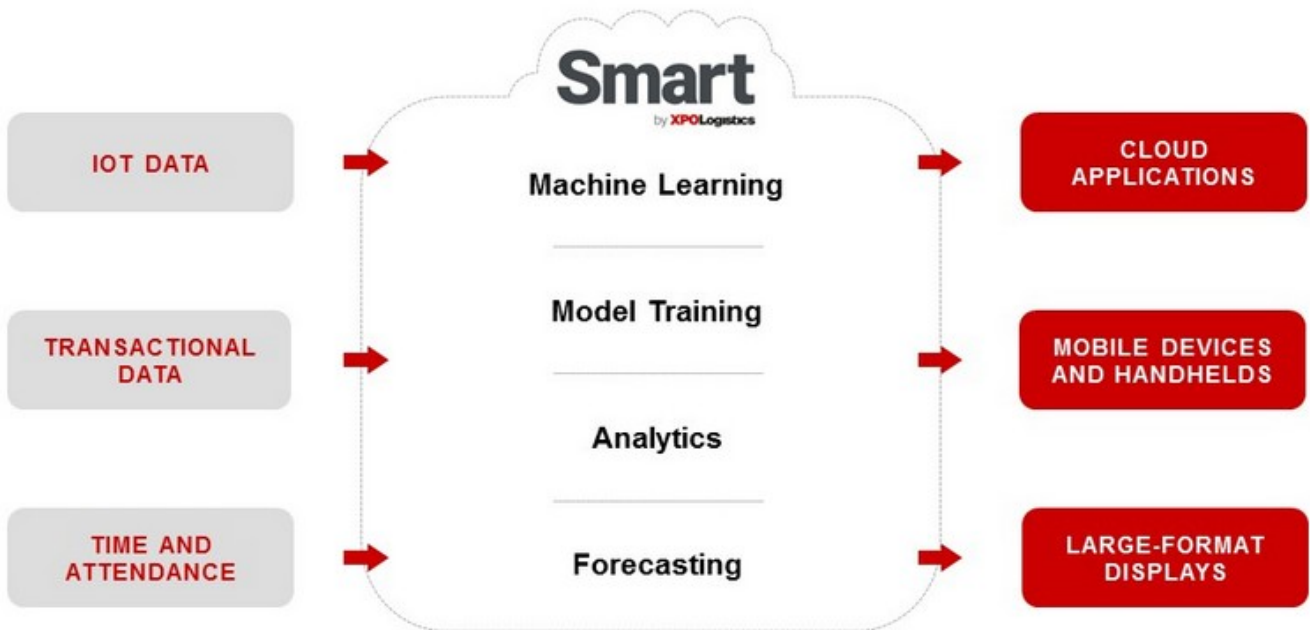 Smart
by XPOLogistics
IOT DATA
TRANSACTIONAL
DATA
TIME AND
ATTENDANCE
Machine Learning
Model Training
Analytics
Forecasting
CLOUD
APPLICATIONS
MOBILE DEVICES
AND HANDHELDS
LARGE-FORMAT
DISPLAYS